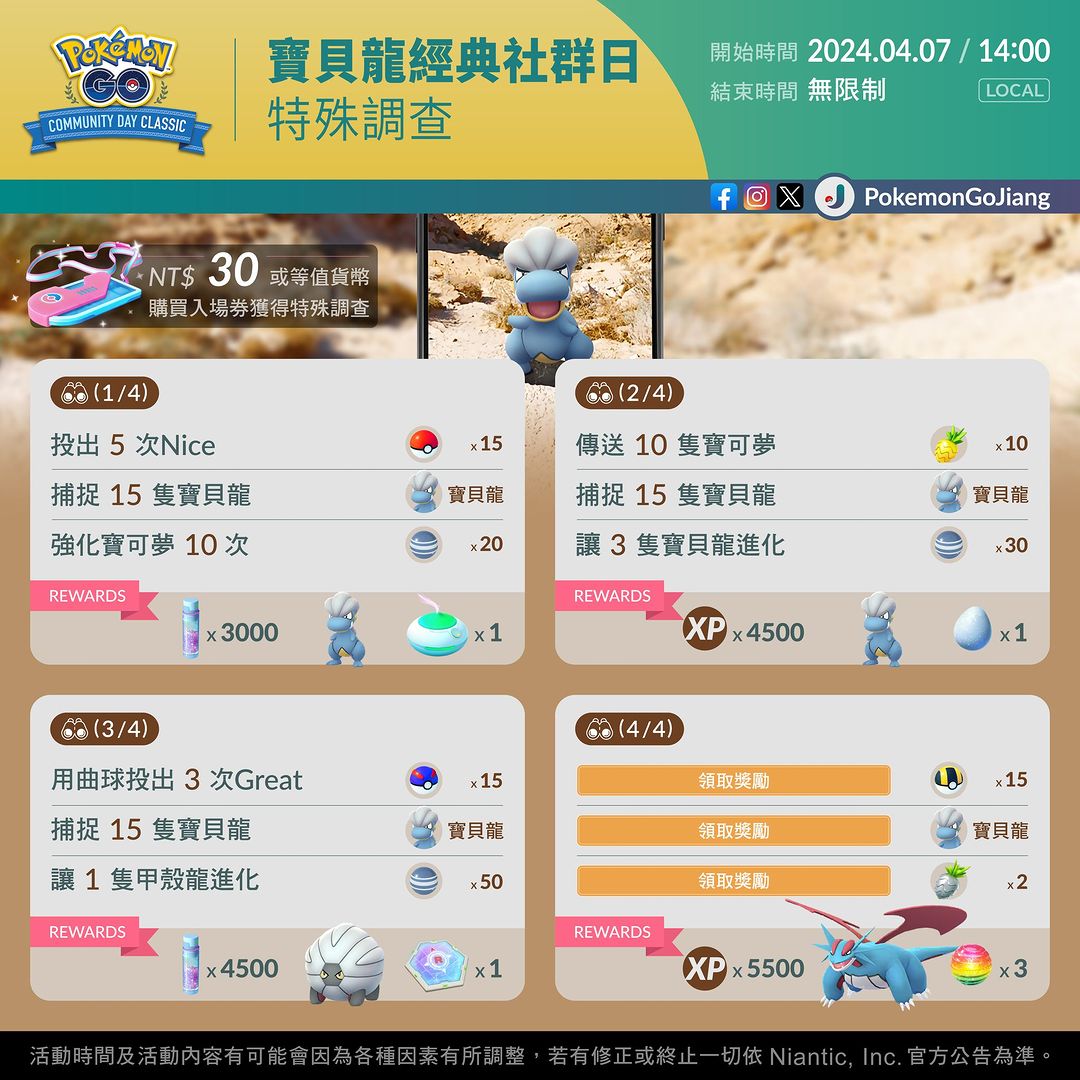 POKÉMON
GO
COMMUNITY DAY CLASSIC
寶貝龍經典社群日
特殊調查
開始時間 2024.04.07 / 14:00
結束時間 無限制
LOCAL
PokemonGoJiang
NT$ 30 或等值貨幣
購買入場券獲得特殊調查
(1/4)
投出 5 次Nice x15
捕捉 15 隻寶貝龍 寶貝龍
強化寶可夢 10 次 x20
REWARDS
x3000
x1
(2/4)
傳送 10 隻寶可夢 x10
捕捉 15 隻寶貝龍 寶貝龍
讓 3 隻寶貝龍進化 x30
REWARDS
XP x4500
x1
(3/4)
用曲球投出 3 次Great x15
捕捉 15 隻寶貝龍 寶貝龍
讓 1 隻甲殼龍進化 x50
REWARDS
x4500
x1
(4/4)
領取獎勵 x15
領取獎勵 寶貝龍
領取獎勵 x2
REWARDS
XP x5500
x3
活動時間及活動內容有可能會因為各種因素有所調整，若有修正或終止一切依 Niantic, Inc. 官方公告為準。